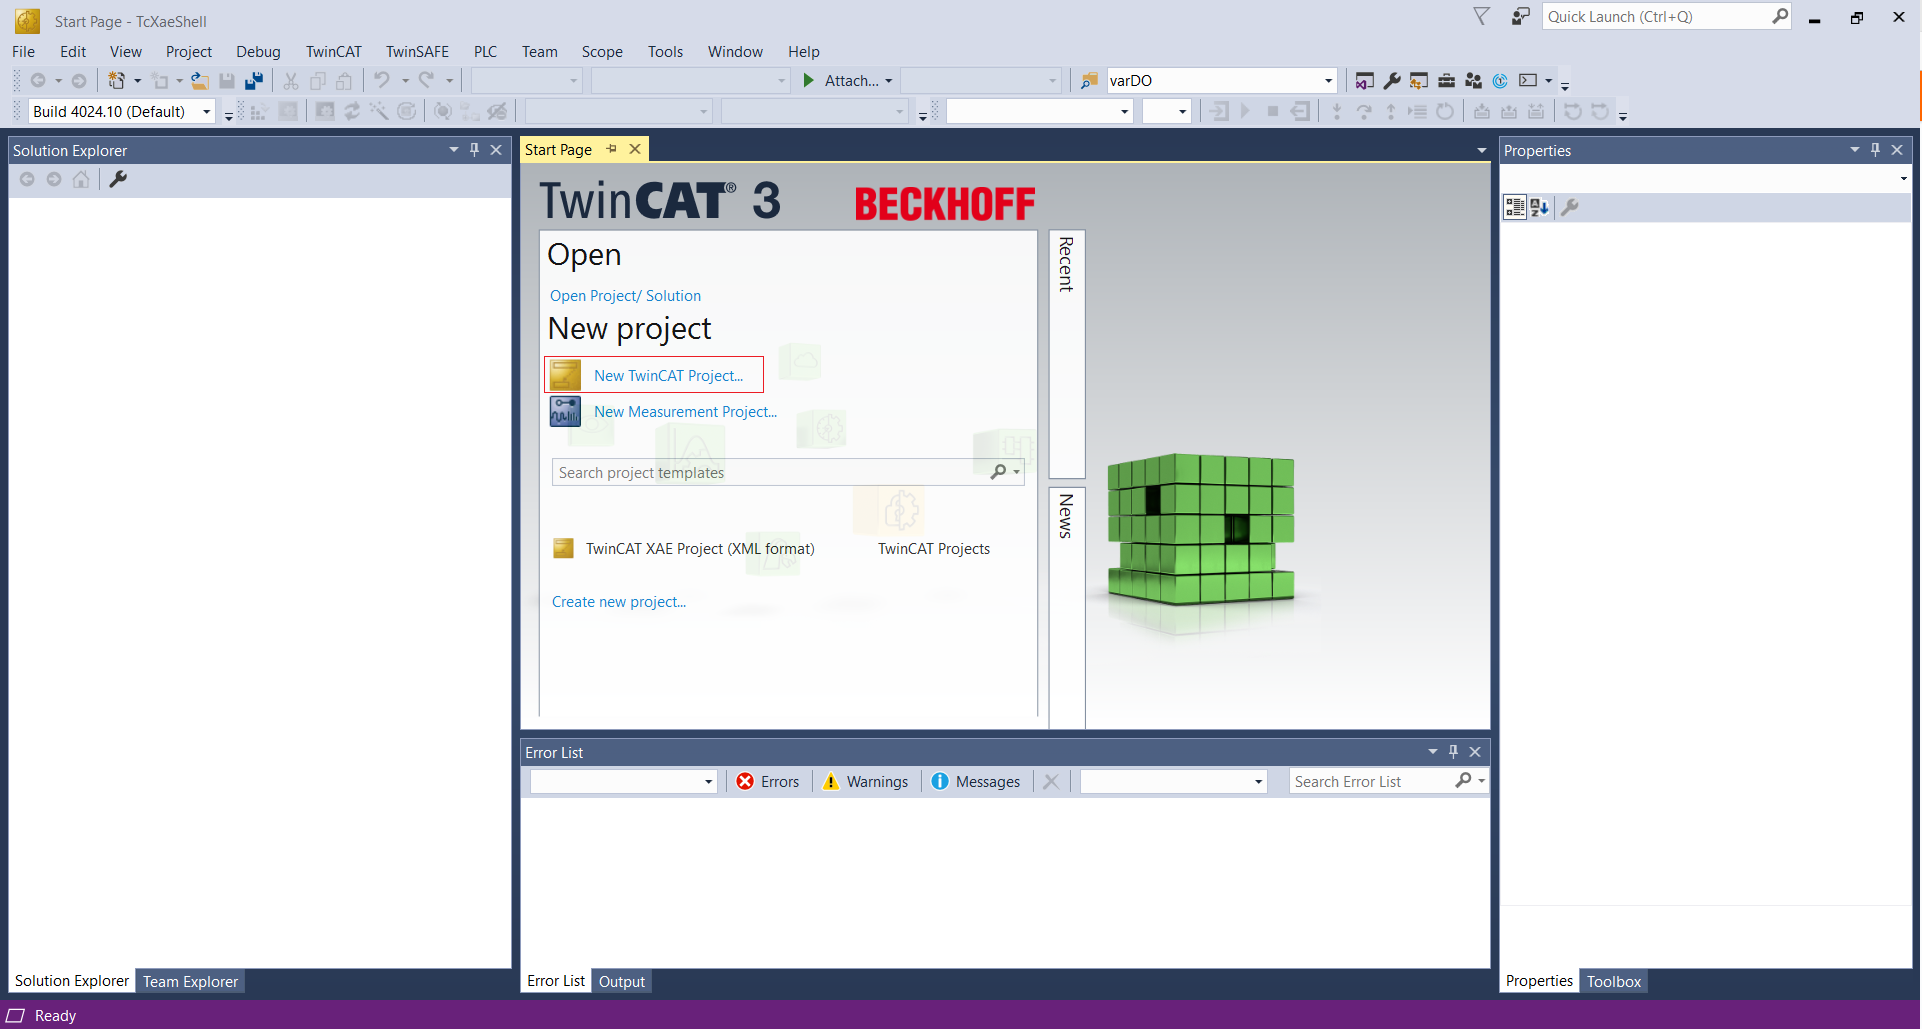 Start Page - TcXaeShell
Quick Launch (Ctrl+Q)
File Edit View Project Debug TwinCAT TwinSAFE PLC Team Scope Tools Window Help
Attach... varDO
Build 4024.10 (Default)
Solution Explorer
Start Page
Properties
TwinCAT® 3 BECKHOFF
Open
Open Project/ Solution
New project
New TwinCAT Project...
New Measurement Project...
Search project templates
TwinCAT XAE Project (XML format) TwinCAT Projects
Create new project...
Recent
News
Error List
Errors Warnings Messages Search Error List
Solution Explorer Team Explorer
Error List Output
Properties Toolbox
Ready